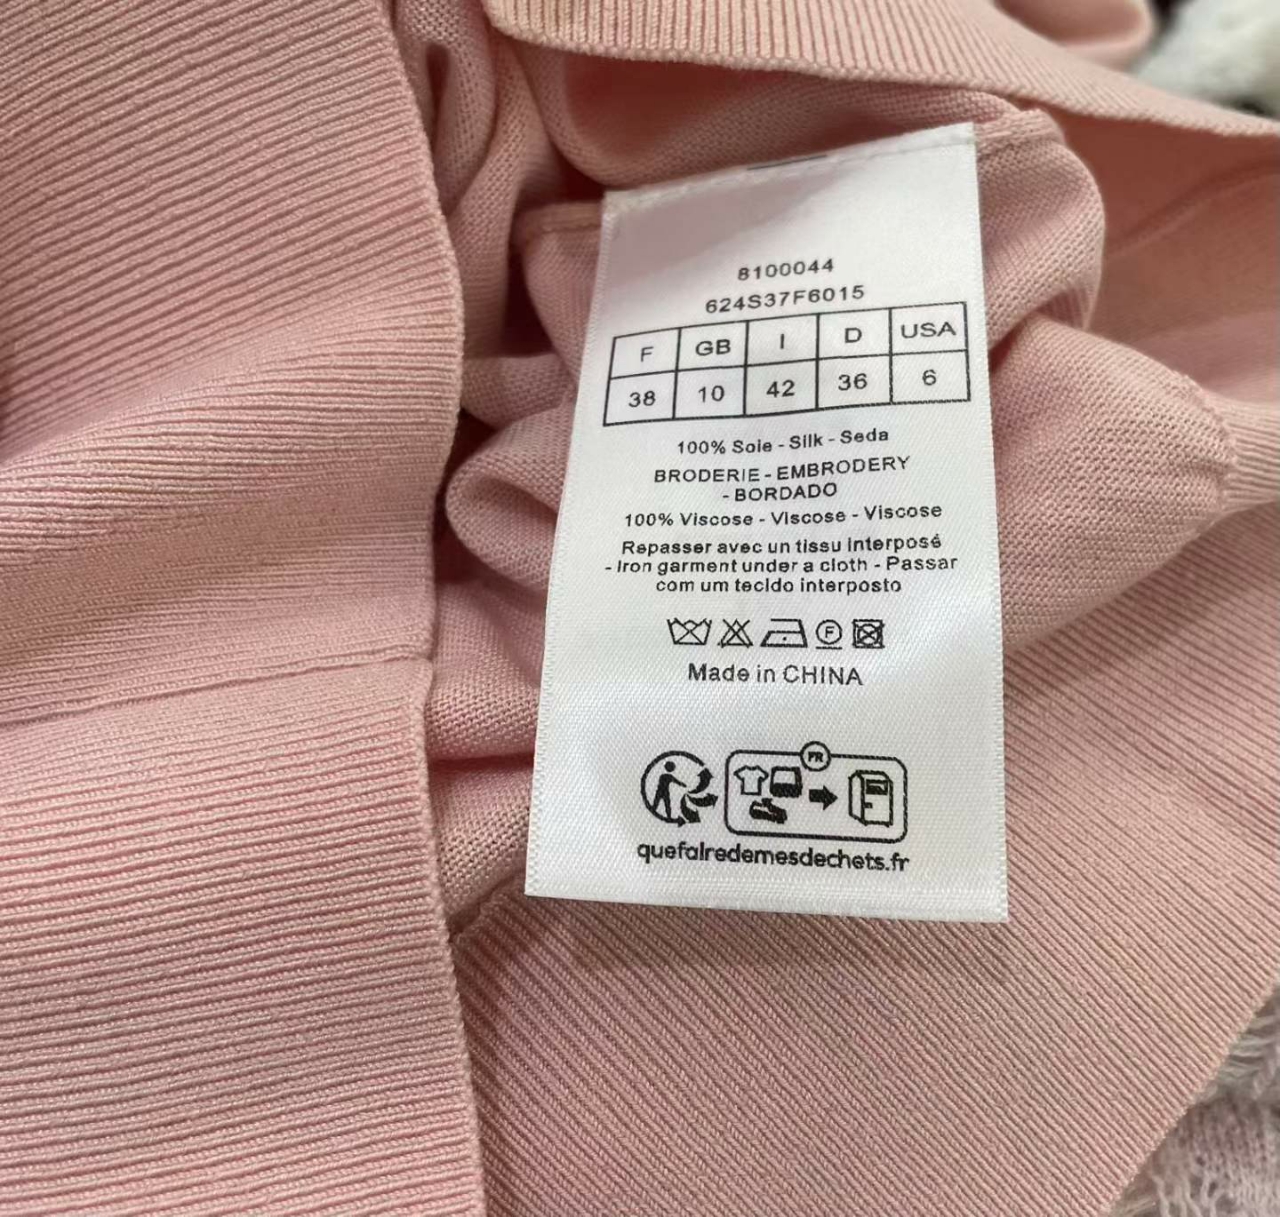 8100044
624S37F6015
F GB I D USA
38 10 42 36 6
100% Soie - Silk - Seda
BRODERIE - EMBRODERY
- BORDADO
100% Viscose - Viscose - Viscose
Repasser avec un tissu interposé
- Iron garment under a cloth - Passar
com um tecido interposto
F
Made in CHINA
FR
quefairedemesdechets.fr